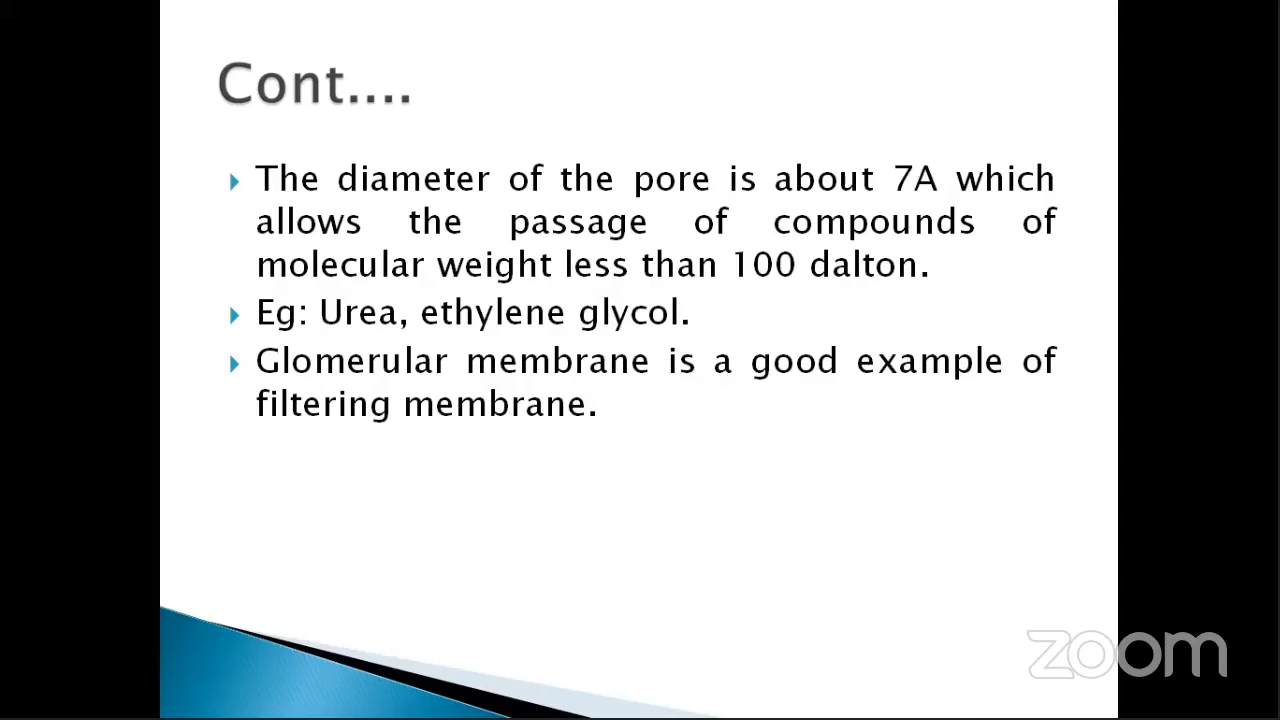 Cont....
The diameter of the pore is about 7A which
allows the passage of compounds of
molecular weight less than 100 dalton.
Eg: Urea, ethylene glycol.
Glomerular membrane is a good example of
filtering membrane.
zoom